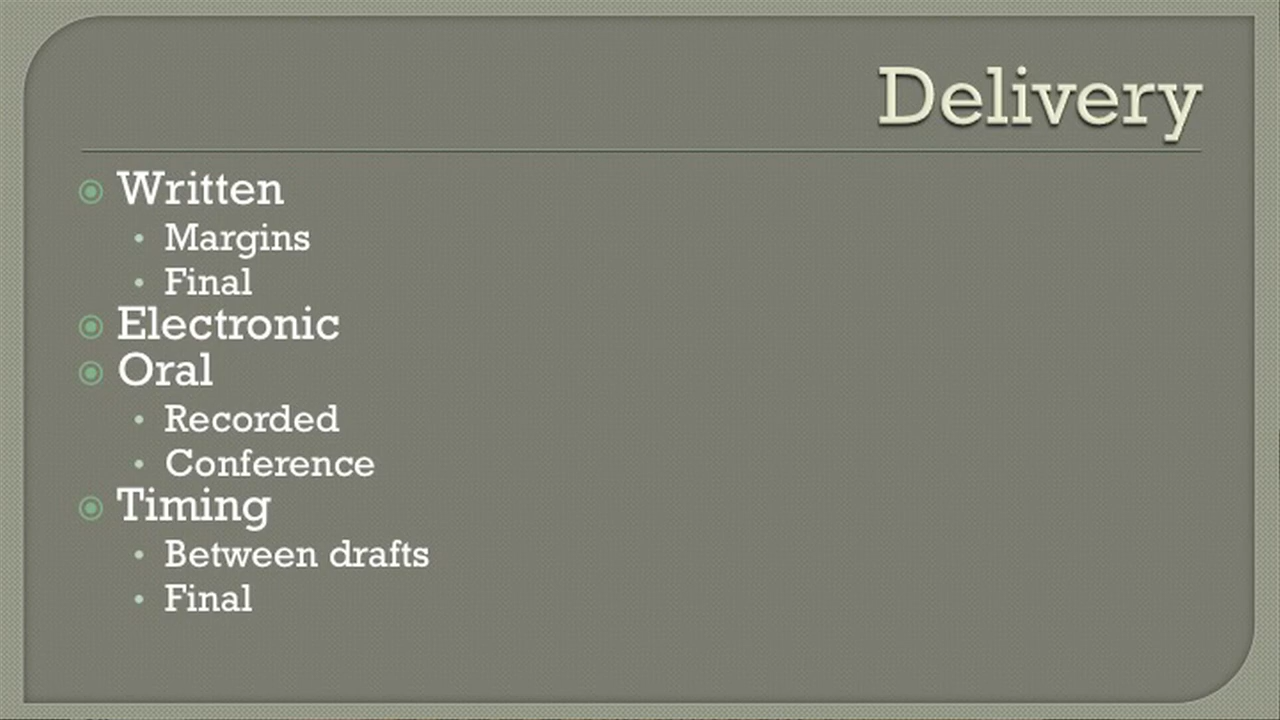 Delivery
Written
Margins
Final
Electronic
Oral
Recorded
Conference
Timing
Between drafts
Final